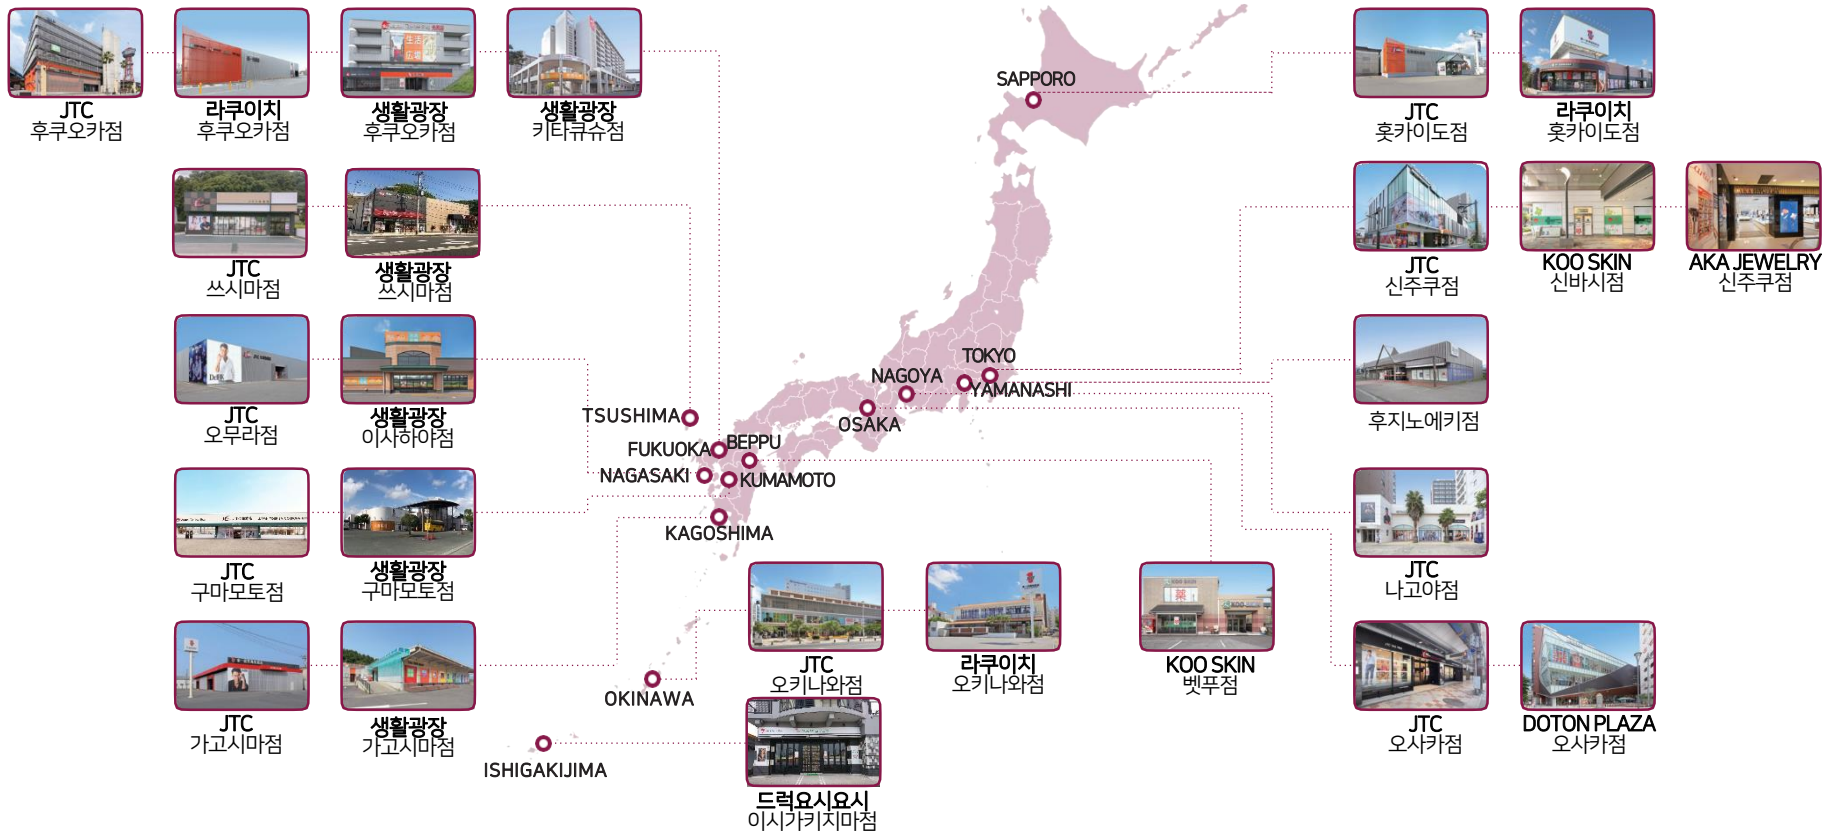 JTC
후쿠오카점
라쿠이치
후쿠오카점
생활광장
후쿠오카점
생활광장
키타큐슈점
JTC
쓰시마점
생활광장
쓰시마점
JTC
오무라점
생활광장
이사하야점
JTC
구마모토점
생활광장
구마모토점
JTC
가고시마점
생활광장
가고시마점
SAPPORO
TOKYO
NAGOYA
YAMANASHI
OSAKA
TSUSHIMA
FUKUOKA
BEPPU
NAGASAKI
KUMAMOTO
KAGOSHIMA
OKINAWA
ISHIGAKIJIMA
JTC
오키나와점
라쿠이치
오키나와점
드럭요시요시
이시가키지마점
KOO SKIN
KOO SKIN
KOO SKIN
벳푸점
JTC
홋카이도점
라쿠이치
홋카이도점
JTC
신주쿠점
KOO SKIN
신바시점
AKA JEWELRY
신주쿠점
후지노에키점
JTC
나고야점
JTC
오사카점
DOTON PLAZA
오사카점